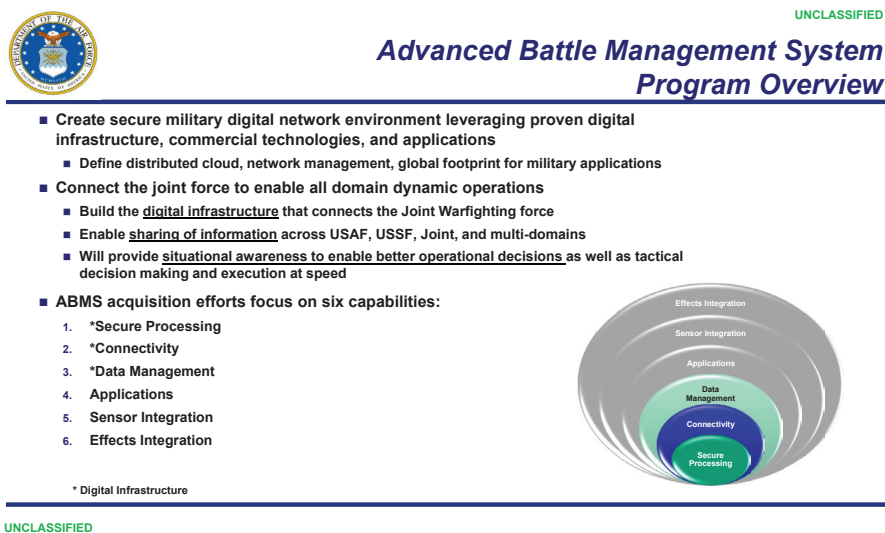 UNCLASSIFIED
DEPARTMENT OF THE AIR FORCE
UNITED STATES OF AMERICA
MCMXLVII
Advanced Battle Management System
Program Overview
■ Create secure military digital network environment leveraging proven digital
infrastructure, commercial technologies, and applications
■ Define distributed cloud, network management, global footprint for military applications
■ Connect the joint force to enable all domain dynamic operations
■ Build the digital infrastructure that connects the Joint Warfighting force
■ Enable sharing of information across USAF, USSF, Joint, and multi-domains
■ Will provide situational awareness to enable better operational decisions as well as tactical
decision making and execution at speed
■ ABMS acquisition efforts focus on six capabilities:
1. *Secure Processing
2. *Connectivity
3. *Data Management
4. Applications
5. Sensor Integration
6. Effects Integration
Effects Integration
Sensor Integration
Applications
Data
Management
Connectivity
Secure
Processing
* Digital Infrastructure
UNCLASSIFIED